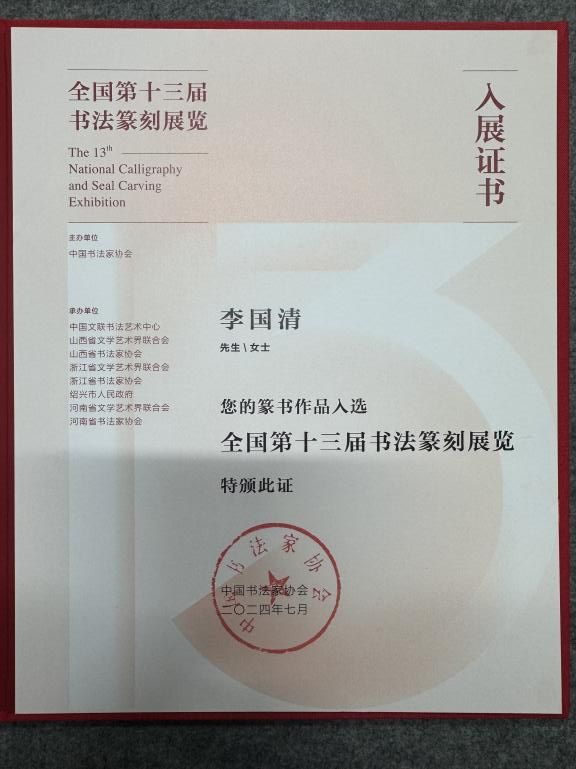 全国第十三届
书法篆刻展览
The 13th
National Calligraphy
and Seal Carving
Exhibition
入展证书
主办单位
中国书法家协会
承办单位
中国文联书法艺术中心
山西省文学艺术界联合会
山西省书法家协会
浙江省文学艺术界联合会
浙江省书法家协会
绍兴市人民政府
河南省文学艺术界联合会
河南省书法家协会
李国清
先生\女士
您的篆书作品入选
全国第十三届书法篆刻展览
特颁此证
中国书法家协会
二〇二四年七月
中国书法家协会
13